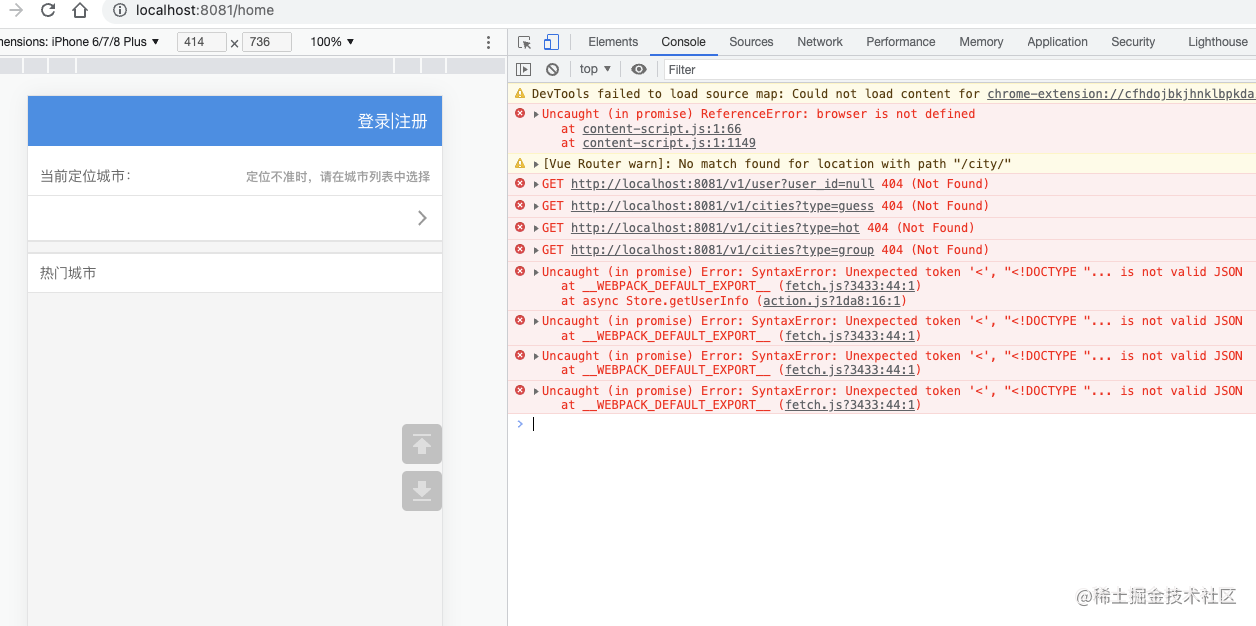 localhost:8081/home
nensions: iPhone 6/7/8 Plus ▼ 414 × 736 100% ▼
Elements Console Sources Network Performance Memory Application Security Lighthouse
top ▼ Filter
登录|注册
当前定位城市： 定位不准时，请在城市列表中选择
热门城市
DevTools failed to load source map: Could not load content for chrome-extension://cfhdojbkjhnklbpkda
Uncaught (in promise) ReferenceError: browser is not defined
at content-script.js:1:66
at content-script.js:1:1149
[Vue Router warn]: No match found for location with path "/city/"
GET http://localhost:8081/v1/user?user_id=null 404 (Not Found)
GET http://localhost:8081/v1/cities?type=guess 404 (Not Found)
GET http://localhost:8081/v1/cities?type=hot 404 (Not Found)
GET http://localhost:8081/v1/cities?type=group 404 (Not Found)
Uncaught (in promise) Error: SyntaxError: Unexpected token '<', "<!DOCTYPE "... is not valid JSON
at __WEBPACK_DEFAULT_EXPORT__ (fetch.js?3433:44:1)
at async Store.getUserInfo (action.js?1da8:16:1)
Uncaught (in promise) Error: SyntaxError: Unexpected token '<', "<!DOCTYPE "... is not valid JSON
at __WEBPACK_DEFAULT_EXPORT__ (fetch.js?3433:44:1)
Uncaught (in promise) Error: SyntaxError: Unexpected token '<', "<!DOCTYPE "... is not valid JSON
at __WEBPACK_DEFAULT_EXPORT__ (fetch.js?3433:44:1)
Uncaught (in promise) Error: SyntaxError: Unexpected token '<', "<!DOCTYPE "... is not valid JSON
at __WEBPACK_DEFAULT_EXPORT__ (fetch.js?3433:44:1)
@稀土掘金技术社区